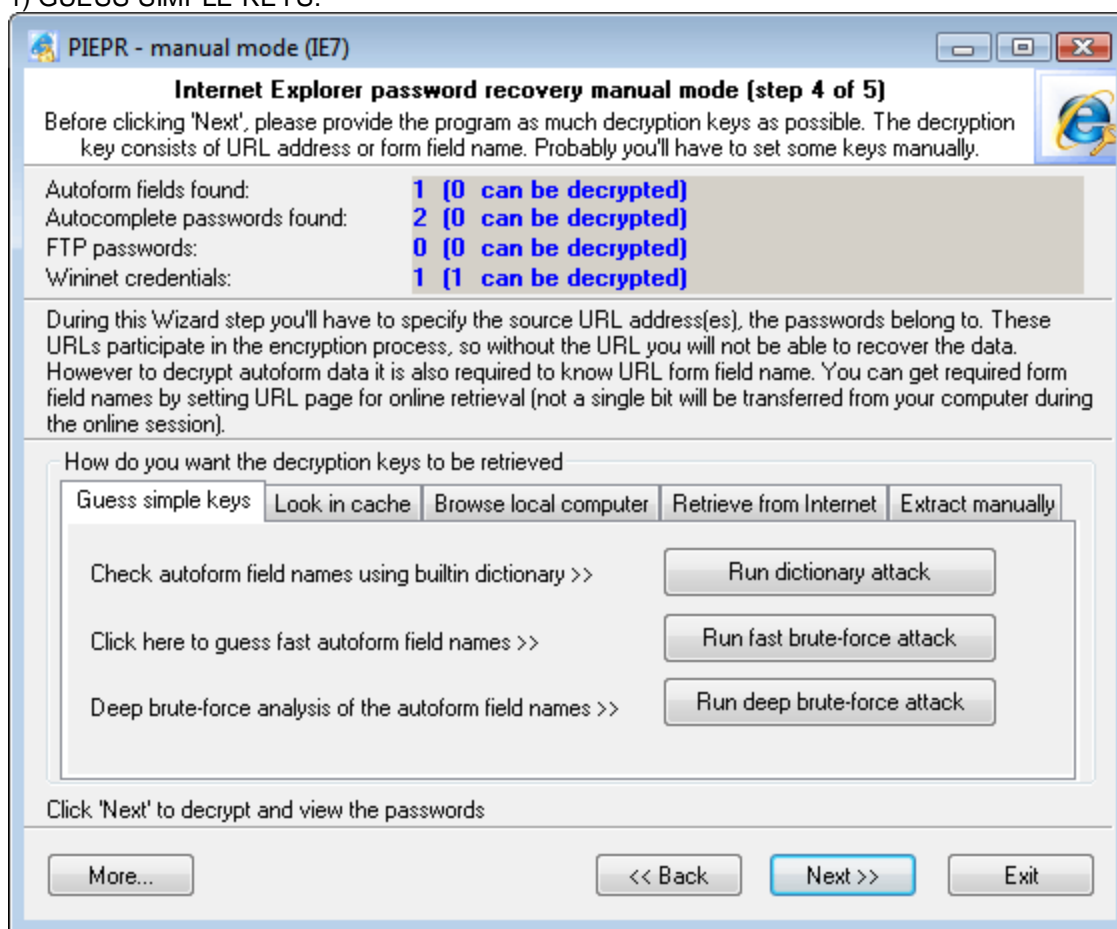 1) GUESS SIMPLE KEYS:
PIEPR - manual mode (IE7)
Internet Explorer password recovery manual mode (step 4 of 5)
Before clicking 'Next', please provide the program as much decryption keys as possible. The decryption
key consists of URL address or form field name. Probably you'll have to set some keys manually.
Autoform fields found: 1 (0 can be decrypted)
Autocomplete passwords found: 2 (0 can be decrypted)
FTP passwords: 0 (0 can be decrypted)
Wininet credentials: 1 (1 can be decrypted)
During this Wizard step you'll have to specify the source URL address(es), the passwords belong to. These
URLs participate in the encryption process, so without the URL you will not be able to recover the data.
However to decrypt autoform data it is also required to know URL form field name. You can get required form
field names by setting URL page for online retrieval (not a single bit will be transferred from your computer during
the online session).
How do you want the decryption keys to be retrieved
Guess simple keys Look in cache Browse local computer Retrieve from Internet Extract manually
Check autoform field names using builtin dictionary >> Run dictionary attack
Click here to guess fast autoform field names >> Run fast brute-force attack
Deep brute-force analysis of the autoform field names >> Run deep brute-force attack
Click 'Next' to decrypt and view the passwords
More... << Back Next >> Exit